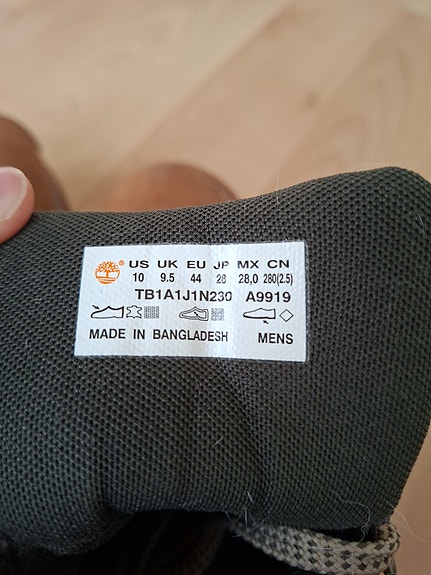 ® US UK EU JP MX CN
10 9.5 44 28 28,0 280(2.5)
TB1A1J1N230 A9919
MADE IN BANGLADESH MENS